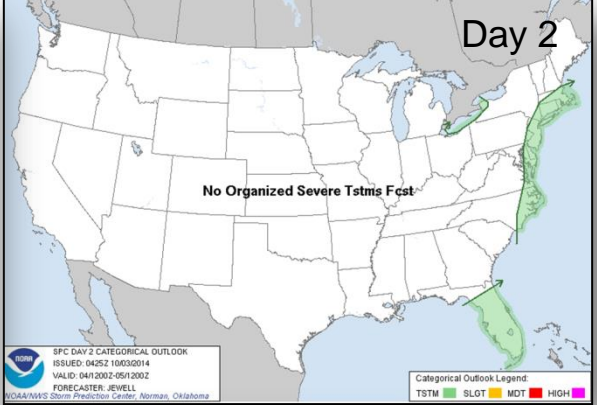 Day 2
No Organized Severe Tstms Fcst
NOAA
SPC DAY 2 CATEGORICAL OUTLOOK
ISSUED: 0425Z 10/03/2014
VALID: 04/1200Z-05/1200Z
FORECASTER: JEWELL
NOAA/NWS Storm Prediction Center, Norman, Oklahoma
Categorical Outlook Legend:
TSTM SLGT MDT HIGH